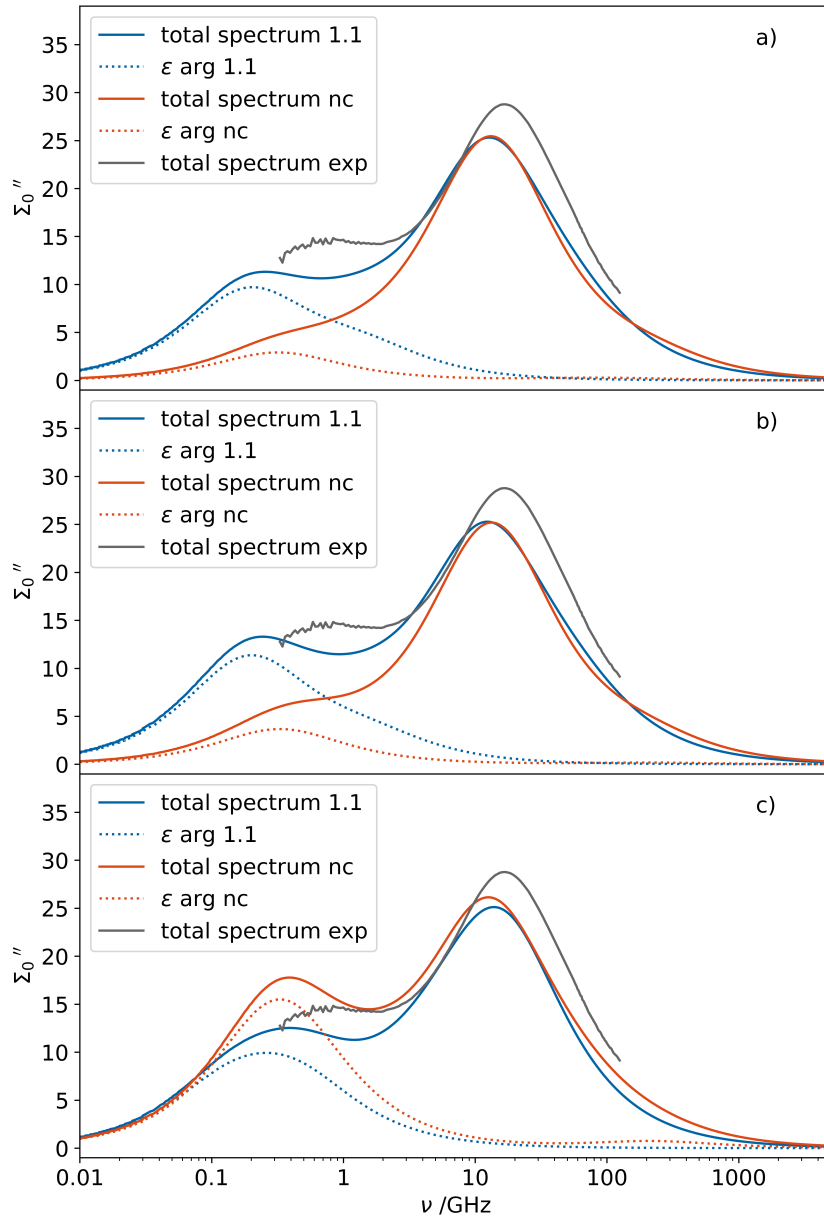 35
30
25
20
15
10
5
0
Σ₀″
total spectrum 1.1
ε arg 1.1
total spectrum nc
ε arg nc
total spectrum exp
a)
35
30
25
20
15
10
5
0
Σ₀″
total spectrum 1.1
ε arg 1.1
total spectrum nc
ε arg nc
total spectrum exp
b)
35
30
25
20
15
10
5
0
Σ₀″
total spectrum 1.1
ε arg 1.1
total spectrum nc
ε arg nc
total spectrum exp
c)
0.01 0.1 1 10 100 1000
ν /GHz